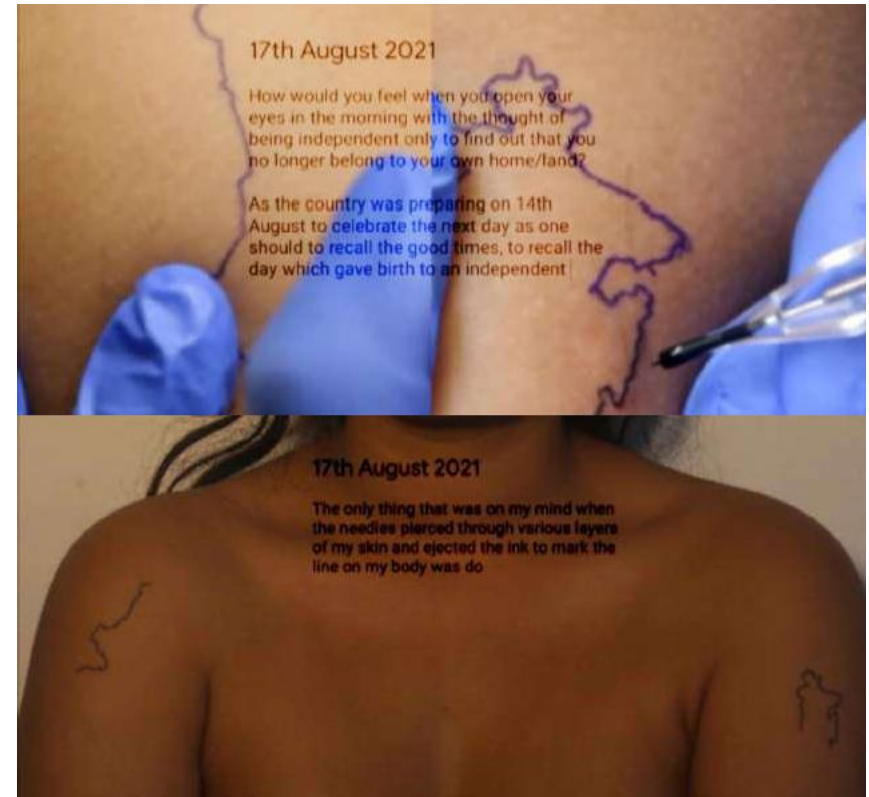 17th August 2021
How would you feel when you open your
eyes in the morning with the thought of
being independent only to find out that you
no longer belong to your own home/land?
As the country was preparing on 14th
August to celebrate the next day as one
should to recall the good times, to recall the
day which gave birth to an independent
17th August 2021
The only thing that was on my mind when
the needles pierced through various layers
of my skin and ejected the ink to mark the
line on my body was do